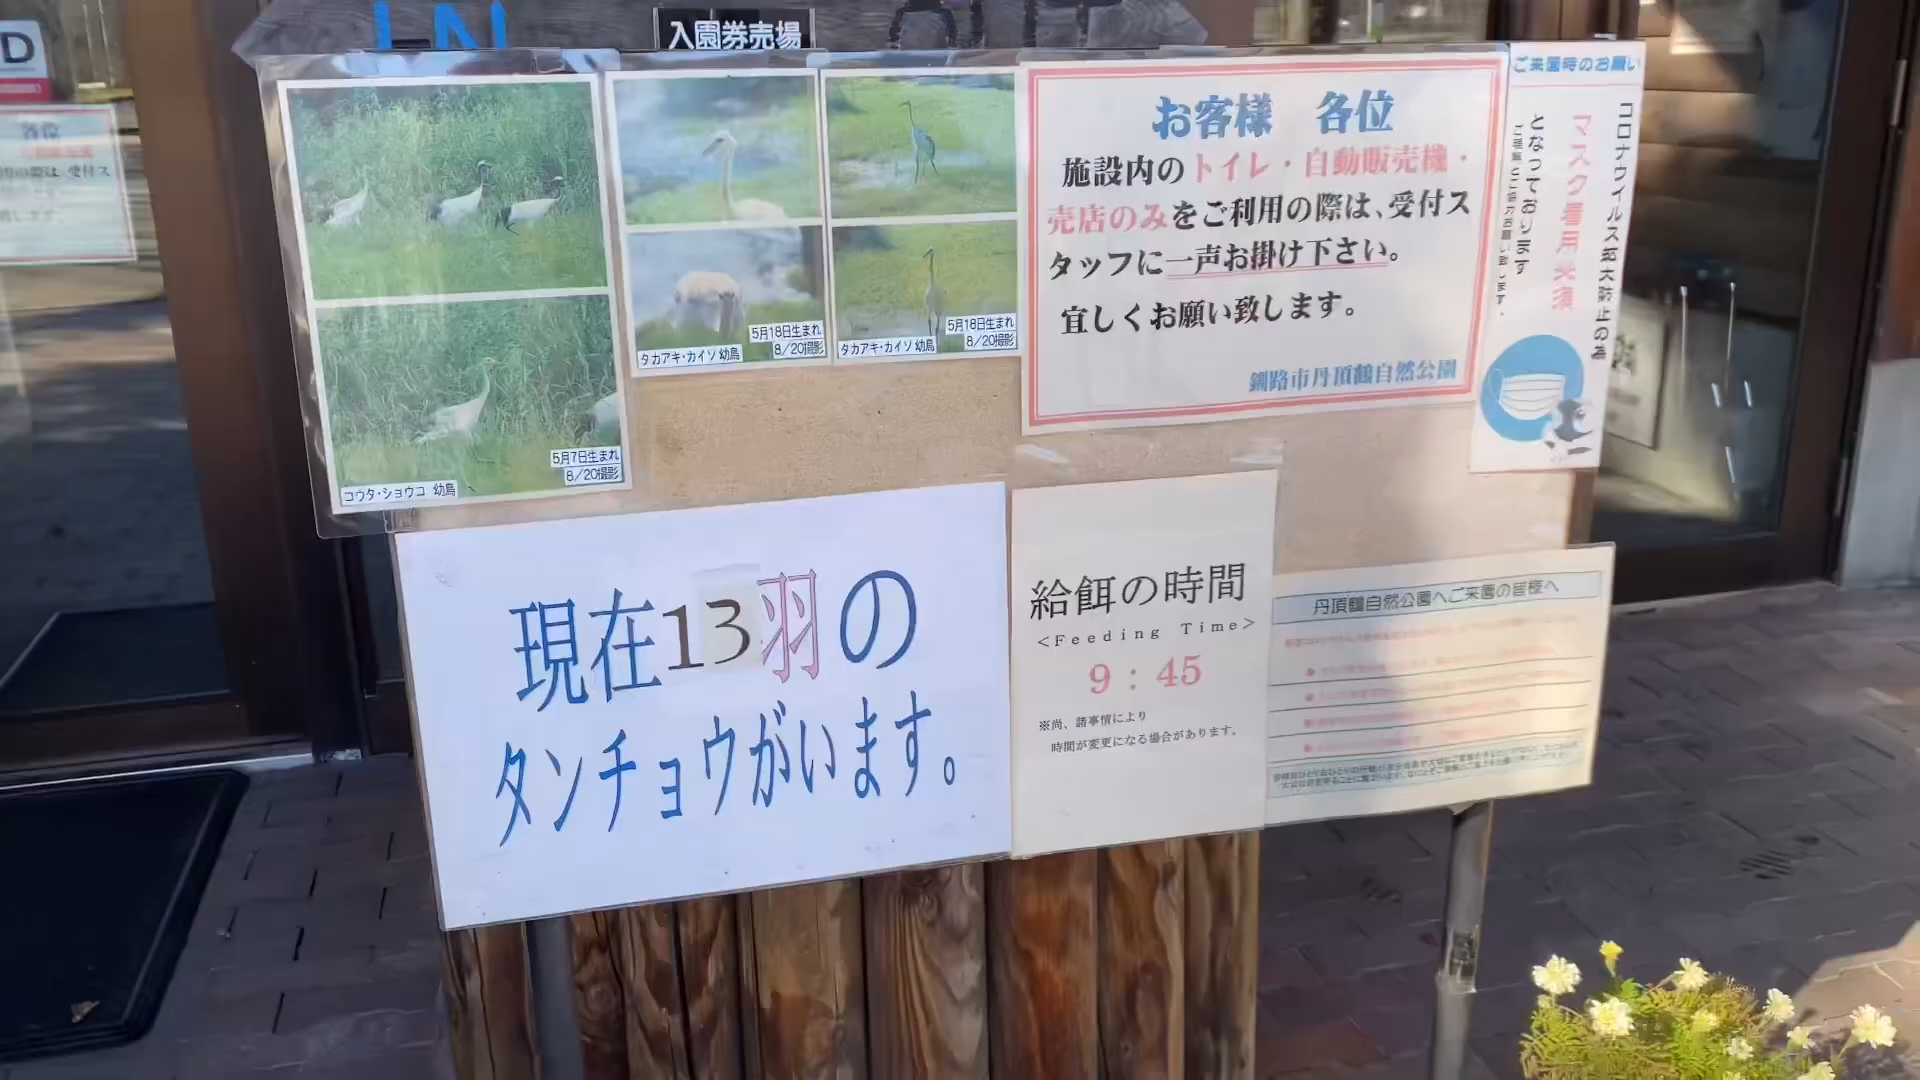 IN
入園券売場
お客様 各位
施設内のトイレ・自動販売機・
売店のみをご利用の際は、受付ス
タッフに一声お掛け下さい。
宜しくお願い致します。
釧路市丹頂鶴自然公園
ご来園時のお願い
コロナウイルス拡大防止の為
マスク着用必須
となっております
5月18日生まれ
8/20撮影
タカアキ・カイソ 幼鳥
5月18日生まれ
8/20撮影
タカアキ・カイソ 幼鳥
5月7日生まれ
8/20撮影
コウタ・ショウコ 幼鳥
現在13羽の
タンチョウがいます。
給餌の時間
<Feeding Time>
9:45
※尚、諸事情により
時間が変更になる場合があります。
丹頂鶴自然公園へご来園の皆様へ